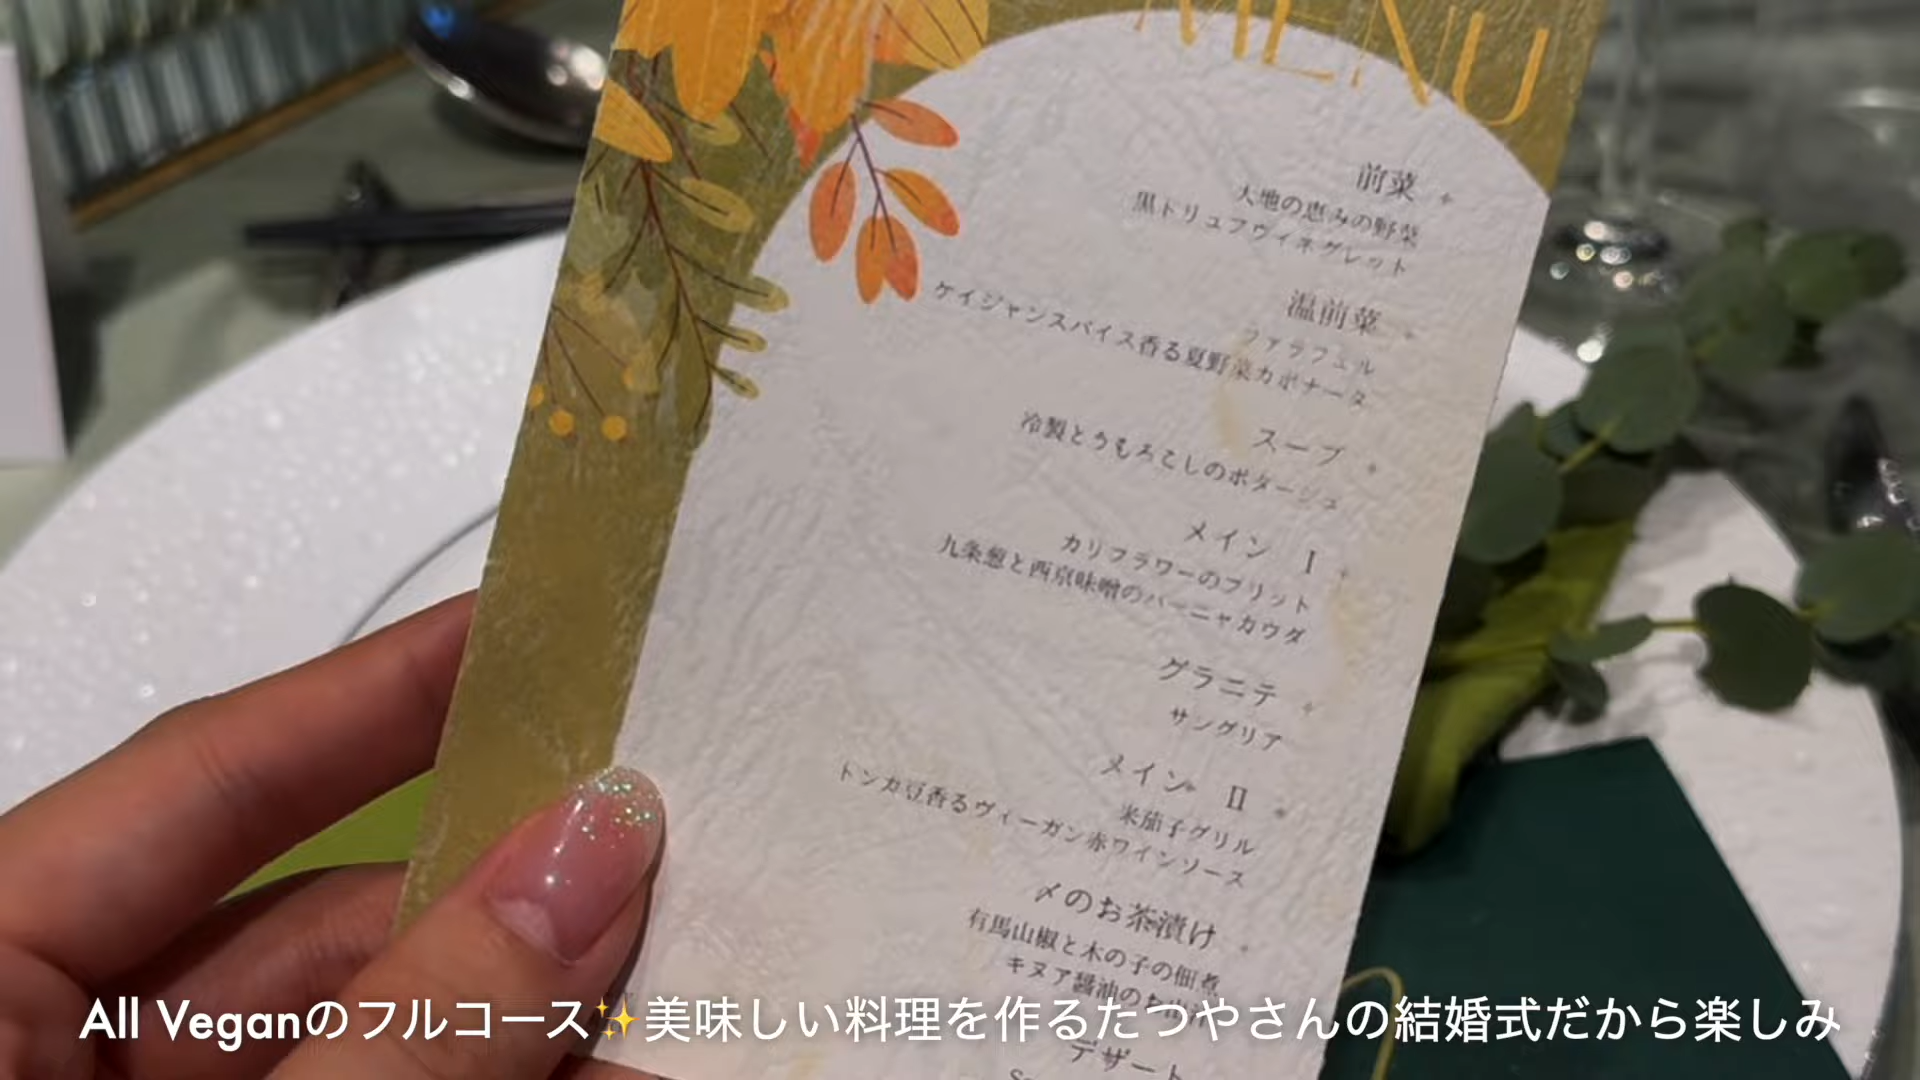 MENU
前菜
大地の恵みの野菜
黒トリュフヴィネグレット
温前菜
ファラフェル
ケイジャンスパイス香る夏野菜カポナータ
スープ
冷製とうもろこしのポタージュ
メイン Ⅰ
カリフラワーのフリット
九条葱と西京味噌のバーニャカウダ
グラニテ
サングリア
メイン Ⅱ
米茄子グリル
トンカ豆香るヴィーガン赤ワインソース
〆のお茶漬け
有馬山椒と木の子の佃煮
キヌア醤油のお出汁
All Veganのフルコース✨美味しい料理を作るたつやさんの結婚式だから楽しみ
デザート